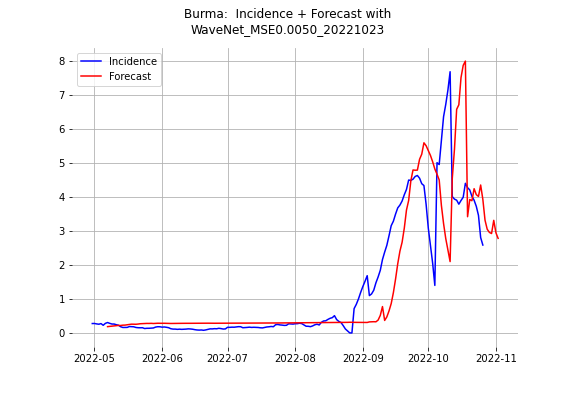 Burma:  Incidence + Forecast with
WaveNet_MSE0.0050_20221023
Incidence
Forecast
8
7
6
5
4
3
2
1
0
2022-05 2022-06 2022-07 2022-08 2022-09 2022-10 2022-11